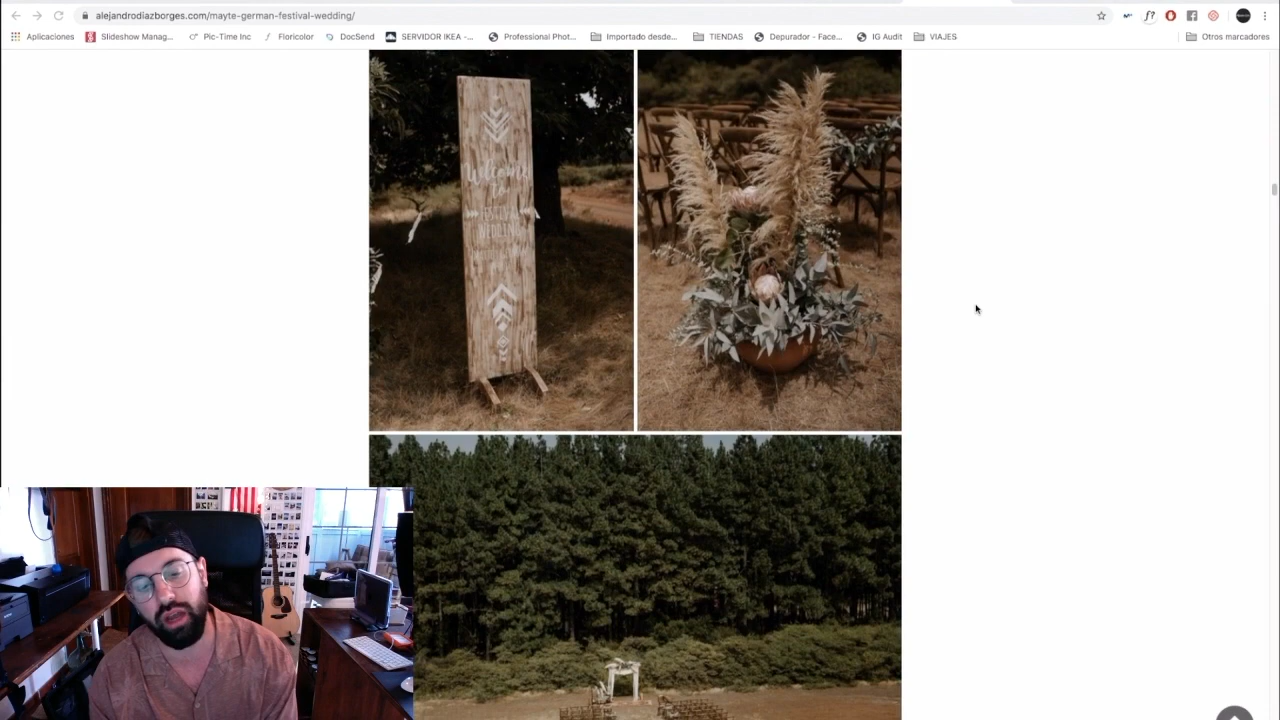 alejandrodiazborges.com/mayte-german-festival-wedding/
f?
Aplicaciones
Slideshow Manag...
Pic-Time Inc
Floricolor
DocSend
SERVIDOR IKEA -...
Professional Phot...
Importado desde...
TIENDAS
Depurador - Face...
IG Audit
VIAJES
Otros marcadores
Welcome
to
FESTIVAL
WEDDING